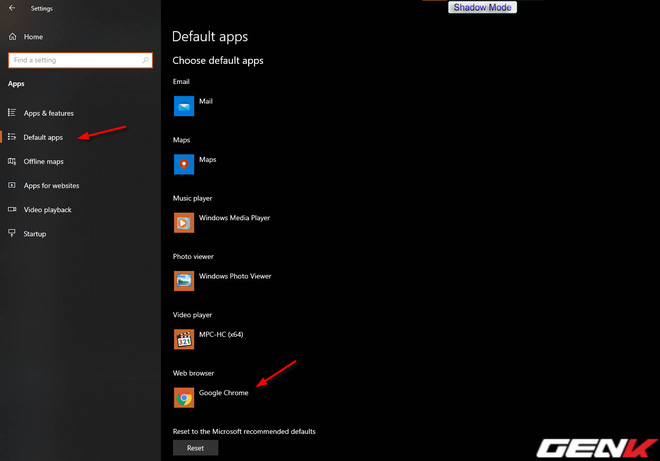 Settings
Shadow Mode
Home
Find a setting
Apps
Apps & features
Default apps
Offline maps
Apps for websites
Video playback
Startup
Default apps
Choose default apps
Email
Mail
Maps
Maps
Music player
Windows Media Player
Photo viewer
Windows Photo Viewer
Video player
321
MPC-HC (x64)
Web browser
Google Chrome
Reset to the Microsoft recommended defaults
Reset
GENK